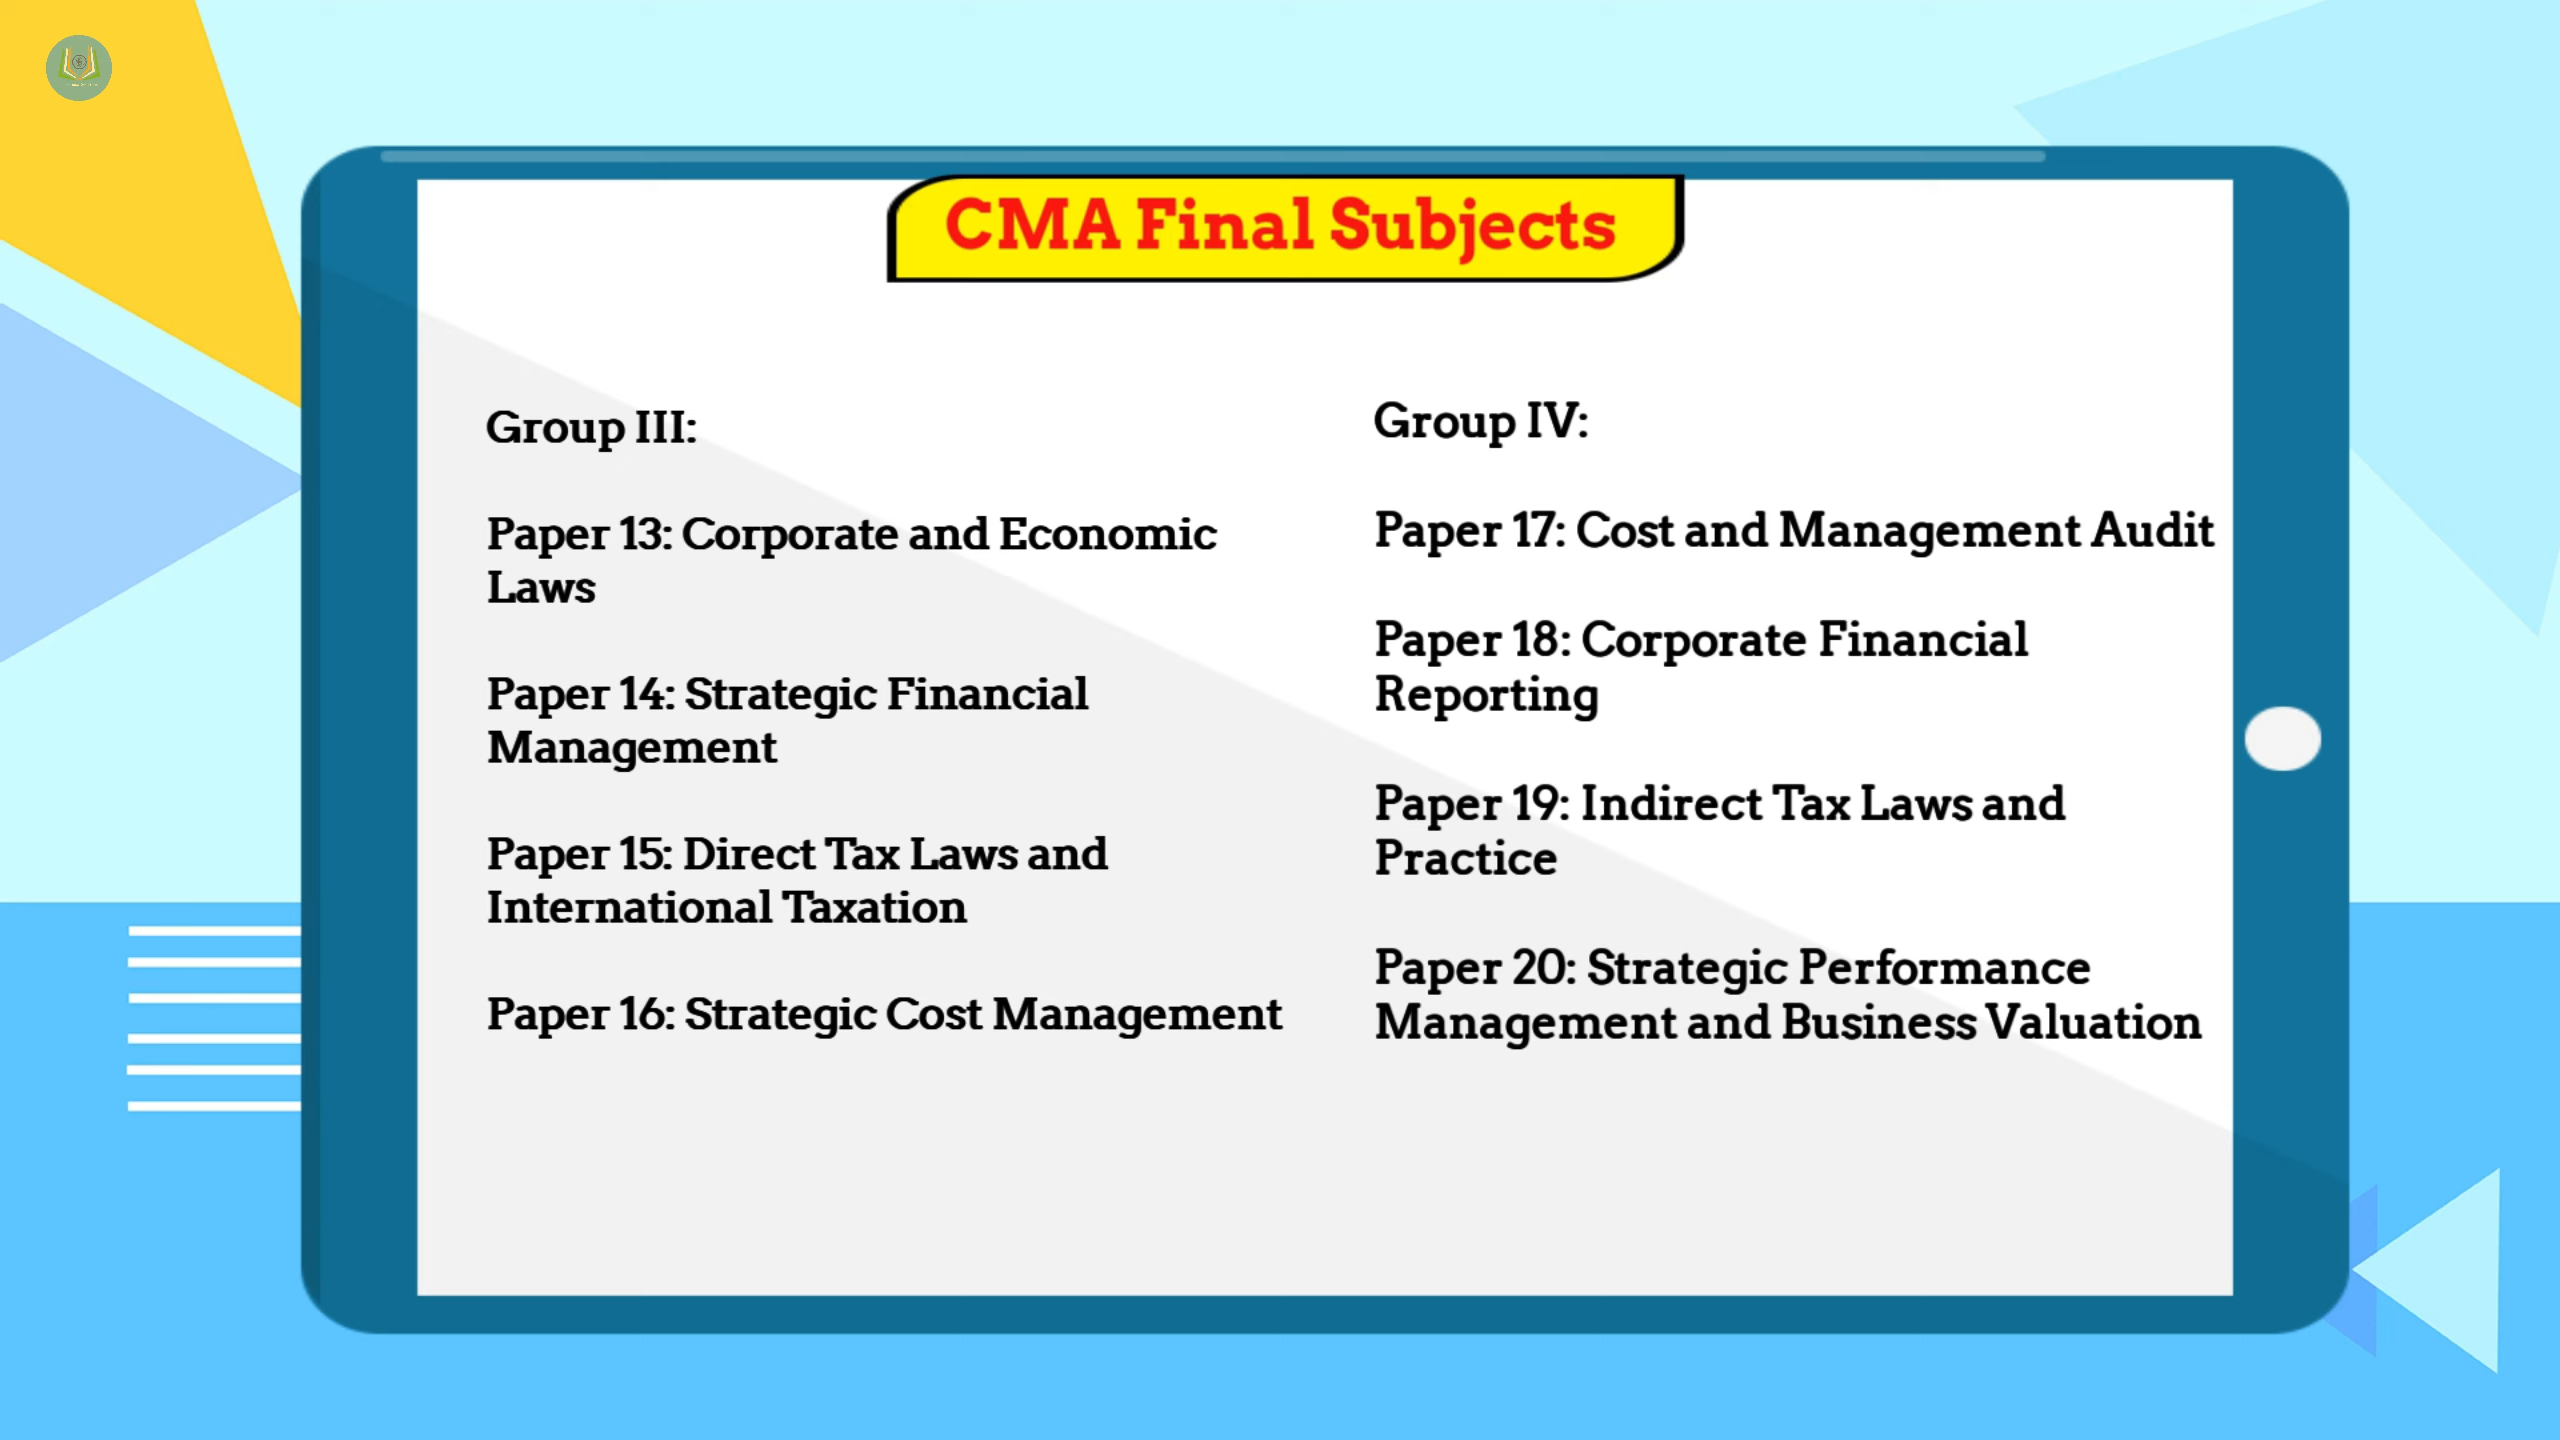 CMA Final Subjects
Group III:
Paper 13: Corporate and Economic
Laws
Paper 14: Strategic Financial
Management
Paper 15: Direct Tax Laws and
International Taxation
Paper 16: Strategic Cost Management
Group IV:
Paper 17: Cost and Management Audit
Paper 18: Corporate Financial
Reporting
Paper 19: Indirect Tax Laws and
Practice
Paper 20: Strategic Performance
Management and Business Valuation